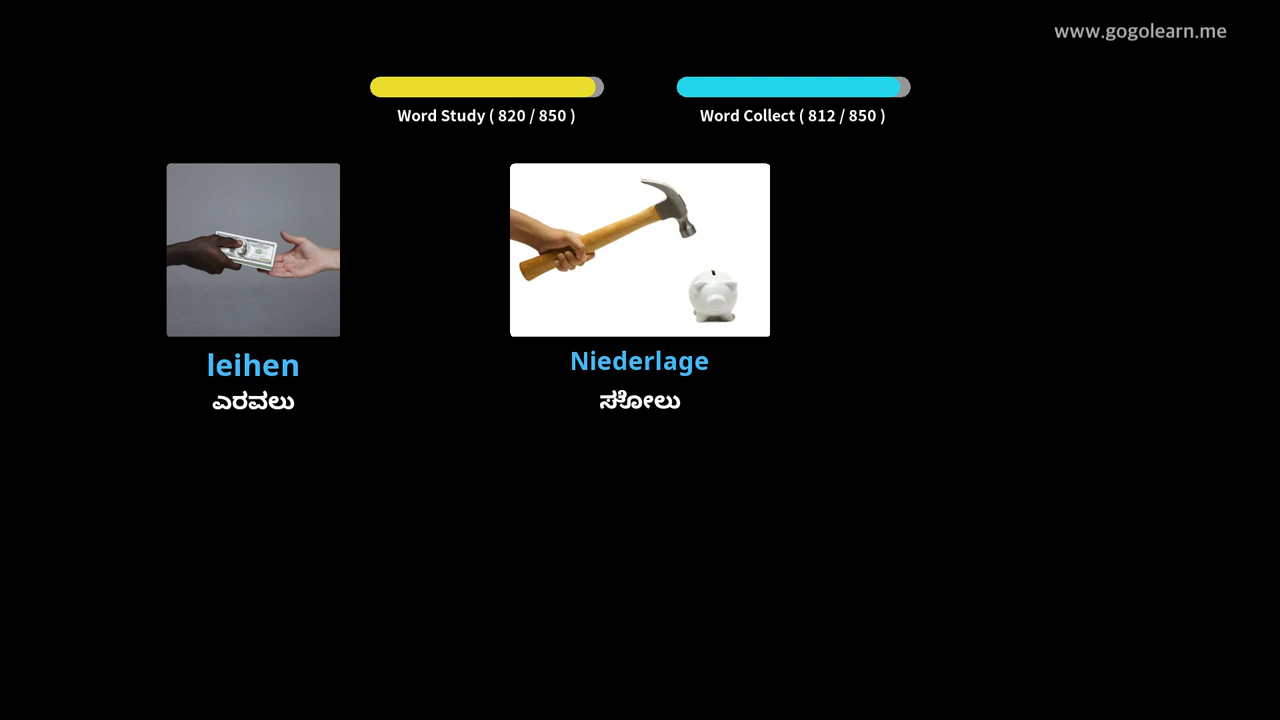 www.gogolearn.me
Word Study ( 820 / 850 )
Word Collect ( 812 / 850 )
leihen
ಎರವಲು
Niederlage
ಸೋಲು